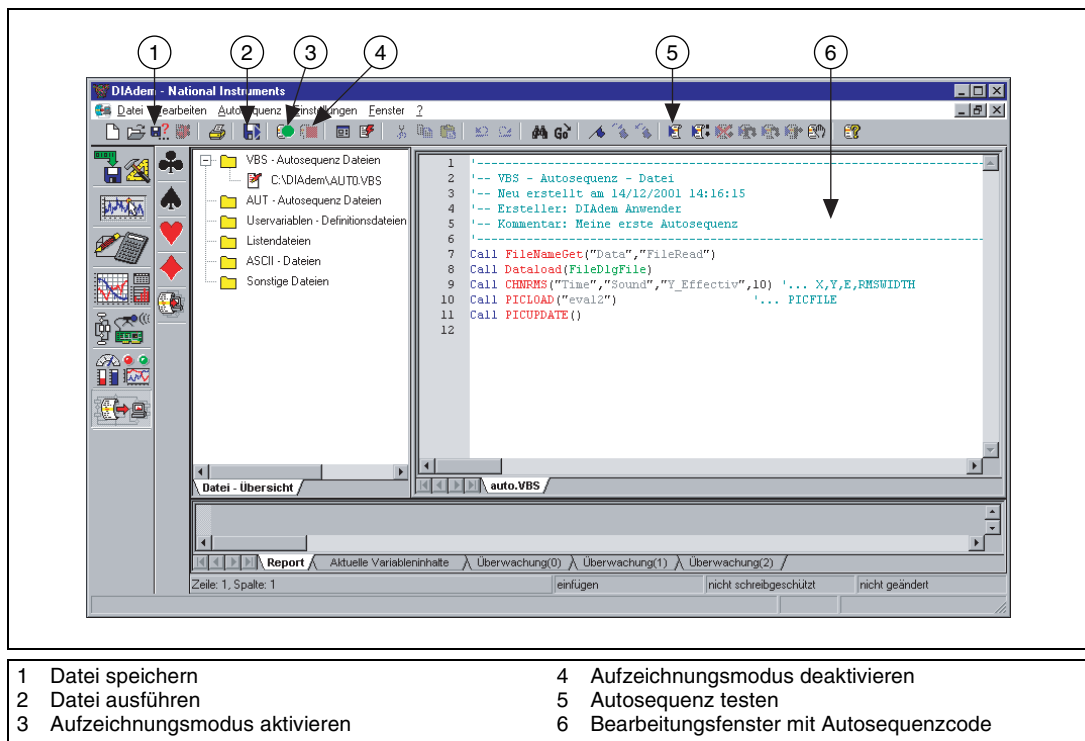 1 2 3 4 5 6
DIAdem - National Instruments
Datei Bearbeiten Autosequenz Einstellungen Fenster ?
Go
VBS - Autosequenz Dateien
C:\DIAdem\AUT0.VBS
AUT - Autosequenz Dateien
Uservariablen - Definitionsdateien
Listendateien
ASCII - Dateien
Sonstige Dateien
Datei - Übersicht
1 '--------------------------------------------------------------
2 '-- VBS - Autosequenz - Datei
3 '-- Neu erstellt am 14/12/2001 14:16:15
4 '-- Ersteller: DIAdem Anwender
5 '-- Kommentar: Meine erste Autosequenz
6 '--------------------------------------------------------------
7 Call FileNameGet("Data","FileRead")
8 Call Dataload(FileDlgFile)
9 Call CHNRMS("Time","Sound","Y_Effectiv",10) '... X,Y,E,RMSWIDTH
10 Call PICLOAD("eval2") '... PICFILE
11 Call PICUPDATE()
12
auto.VBS
Report Aktuelle Variableninhalte Überwachung(0) Überwachung(1) Überwachung(2)
Zeile: 1, Spalte: 1 einfügen nicht schreibgeschützt nicht geändert
1 Datei speichern
2 Datei ausführen
3 Aufzeichnungsmodus aktivieren
4 Aufzeichnungsmodus deaktivieren
5 Autosequenz testen
6 Bearbeitungsfenster mit Autosequenzcode